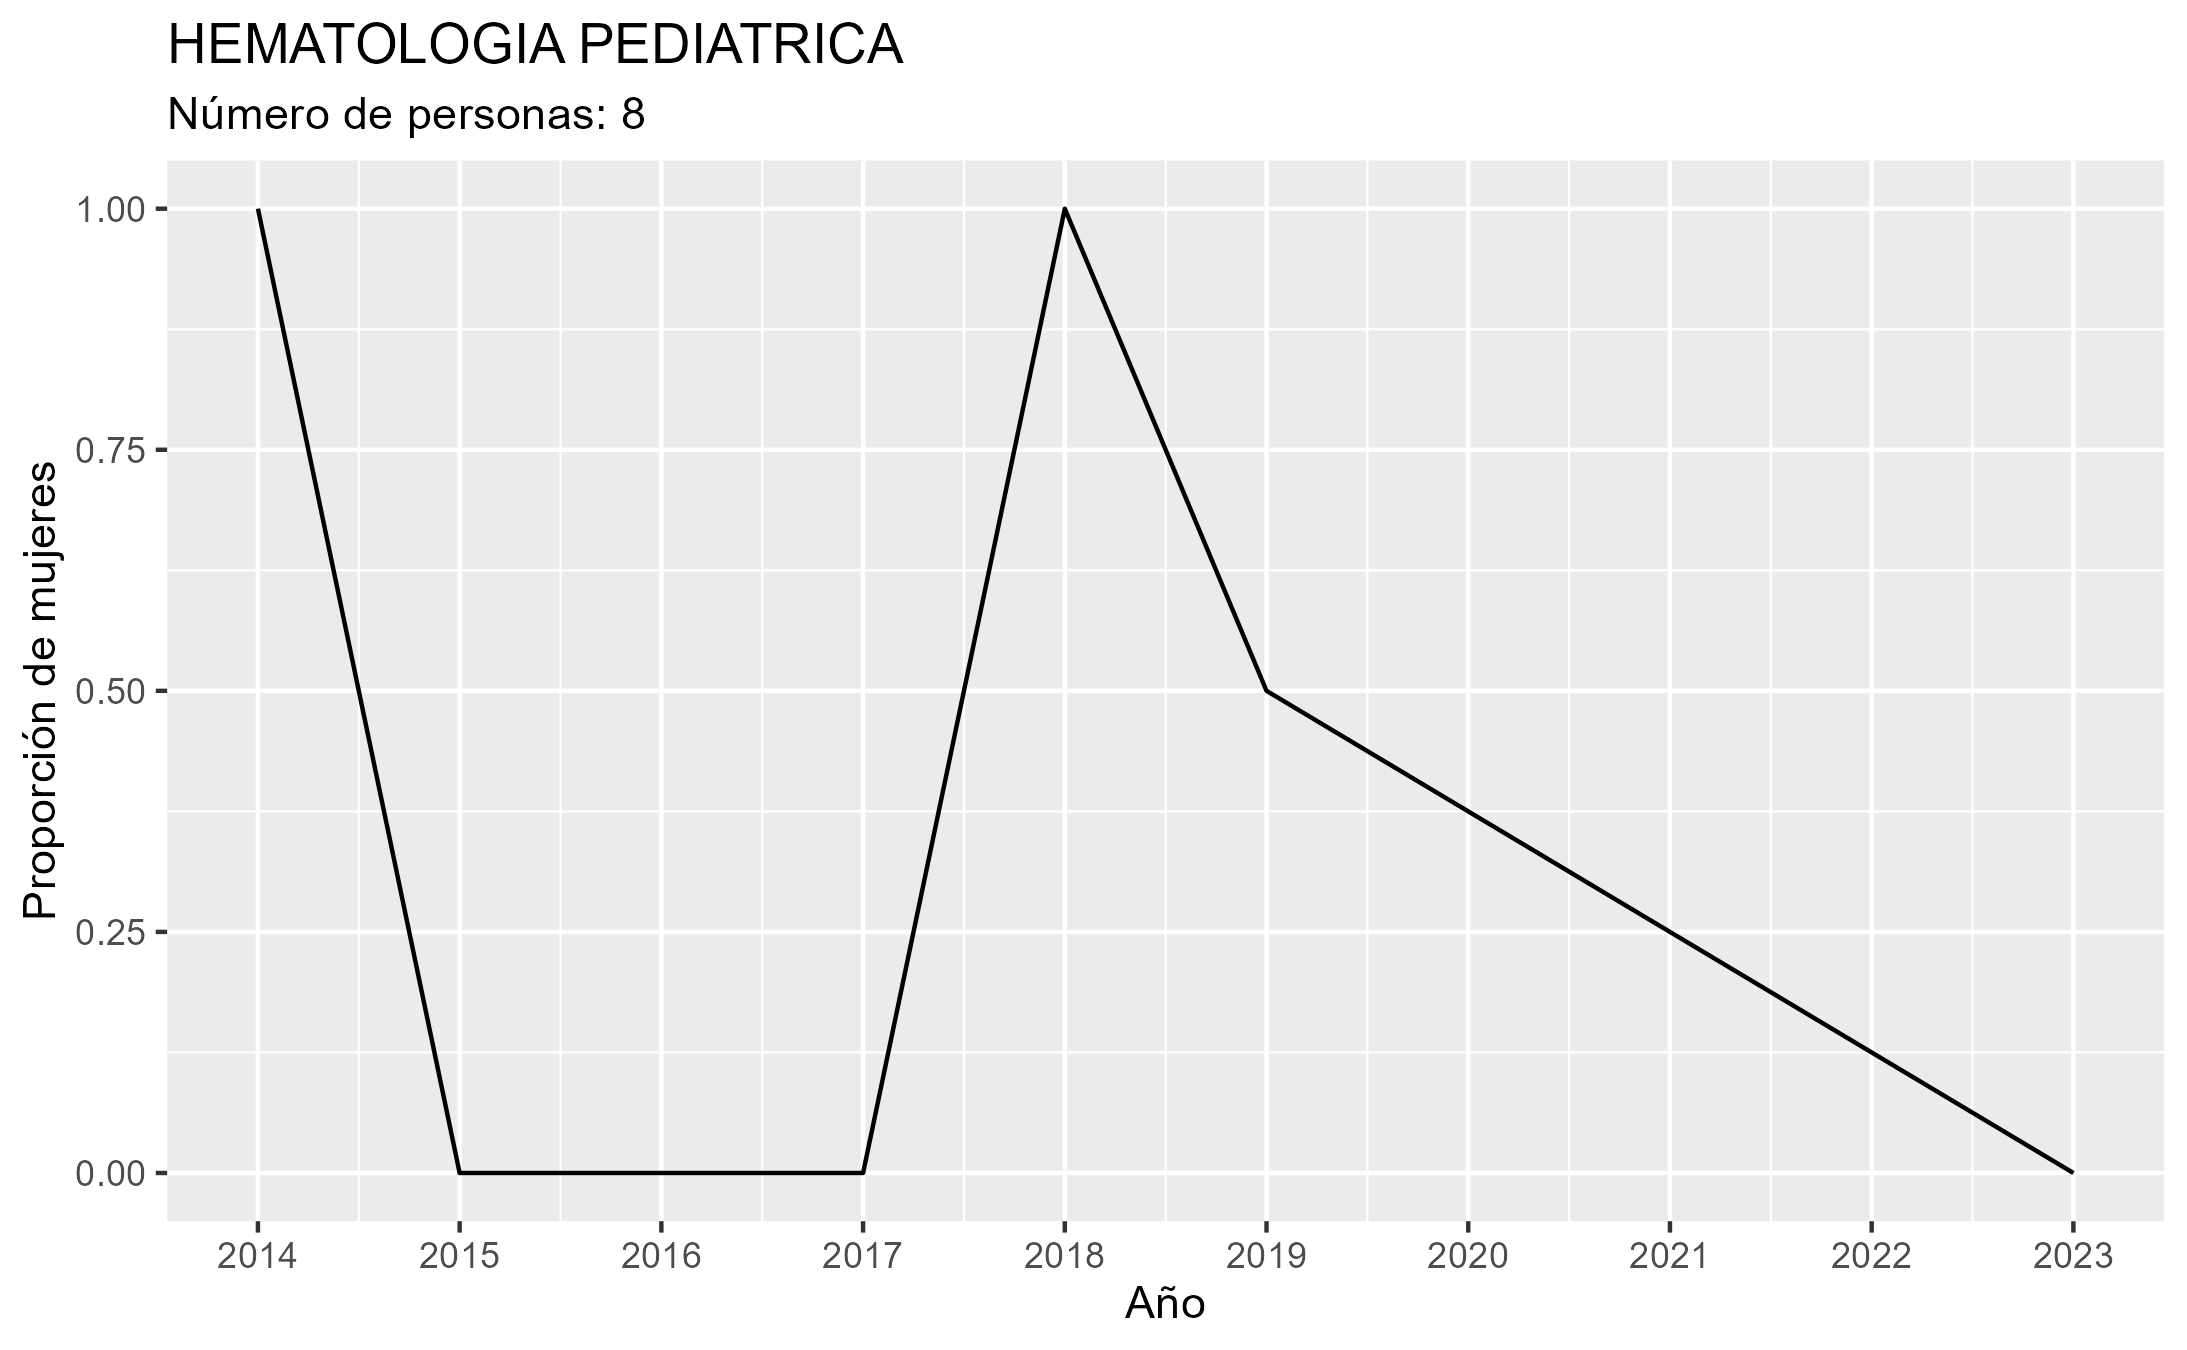 HEMATOLOGIA PEDIATRICA
Número de personas: 8
Proporción de mujeres
1.00
0.75
0.50
0.25
0.00
2014 2015 2016 2017 2018 2019 2020 2021 2022 2023
Año